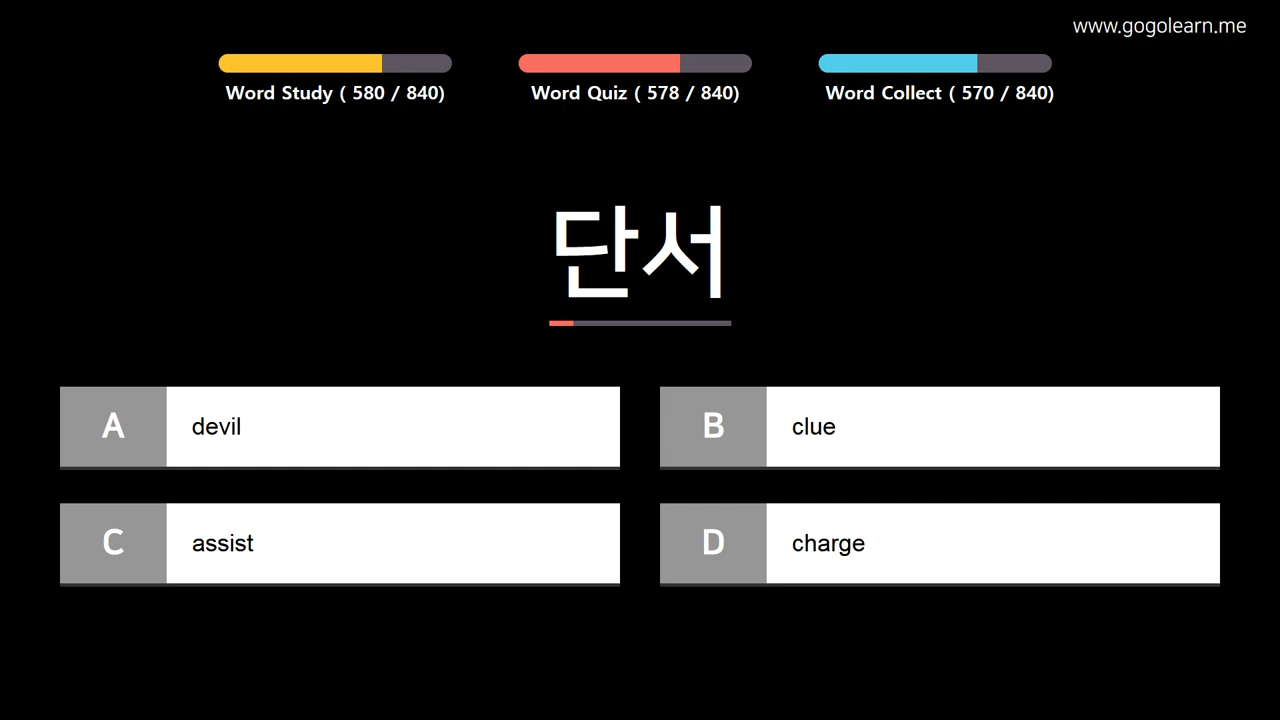 www.gogolearn.me
Word Study ( 580 / 840)
Word Quiz ( 578 / 840)
Word Collect ( 570 / 840)
단서
A
devil
B
clue
C
assist
D
charge